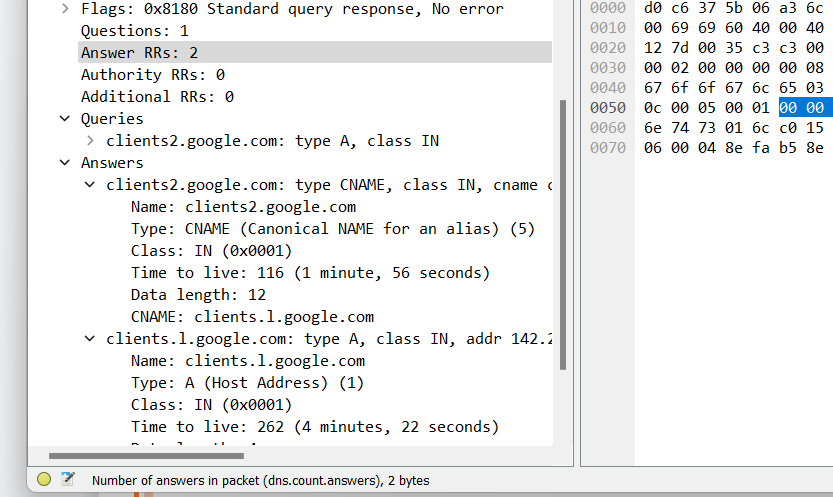 Flags: 0x8180 Standard query response, No error
Questions: 1
Answer RRs: 2
Authority RRs: 0
Additional RRs: 0
Queries
clients2.google.com: type A, class IN
Answers
clients2.google.com: type CNAME, class IN, cname
Name: clients2.google.com
Type: CNAME (Canonical NAME for an alias) (5)
Class: IN (0x0001)
Time to live: 116 (1 minute, 56 seconds)
Data length: 12
CNAME: clients.l.google.com
clients.l.google.com: type A, class IN, addr 142.2
Name: clients.l.google.com
Type: A (Host Address) (1)
Class: IN (0x0001)
Time to live: 262 (4 minutes, 22 seconds)
0000 d0 c6 37 5b 06 a3 6c
0010 00 69 69 60 40 00 40
0020 12 7d 00 35 c3 c3 00
0030 00 02 00 00 00 00 08
0040 67 6f 6f 67 6c 65 03
0050 0c 00 05 00 01 00 00
0060 6e 74 73 01 6c c0 15
0070 06 00 04 8e fa b5 8e
Number of answers in packet (dns.count.answers), 2 bytes